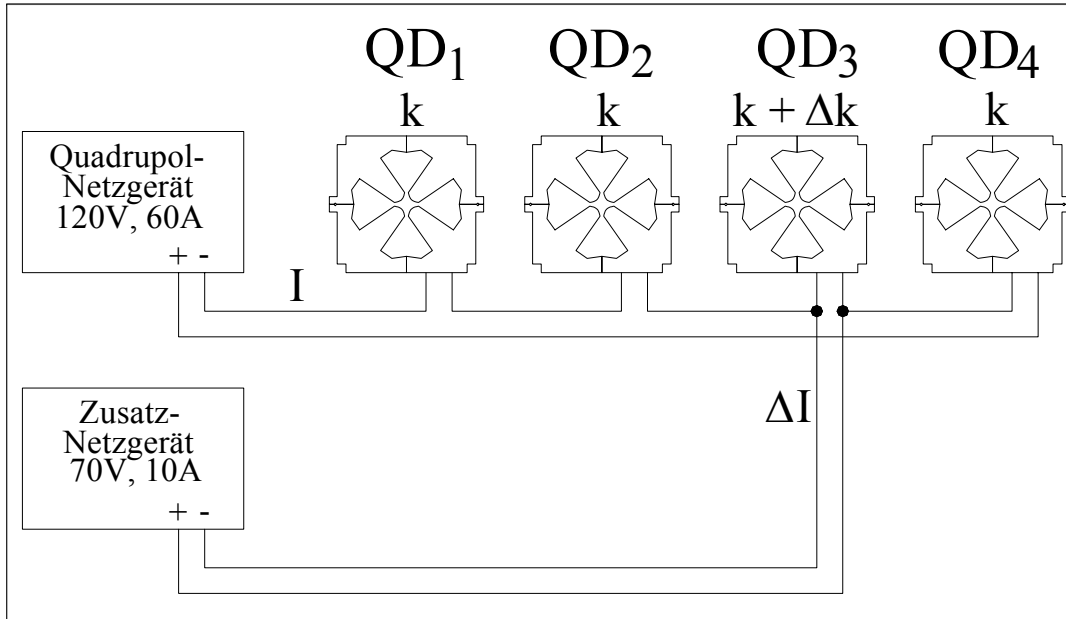 QD1 QD2 QD3 QD4
k k k + Δk k
Quadrupol-
Netzgerät
120V, 60A
+ -
I
Zusatz-
Netzgerät
70V, 10A
+ -
ΔI